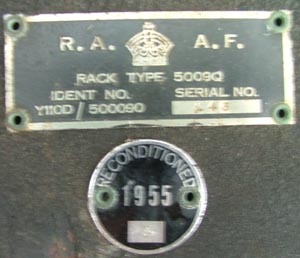 R. A. A. F.
RACK TYPE 5009Q
IDENT NO. SERIAL NO.
Y110D/500090
RECONDITIONED
1955